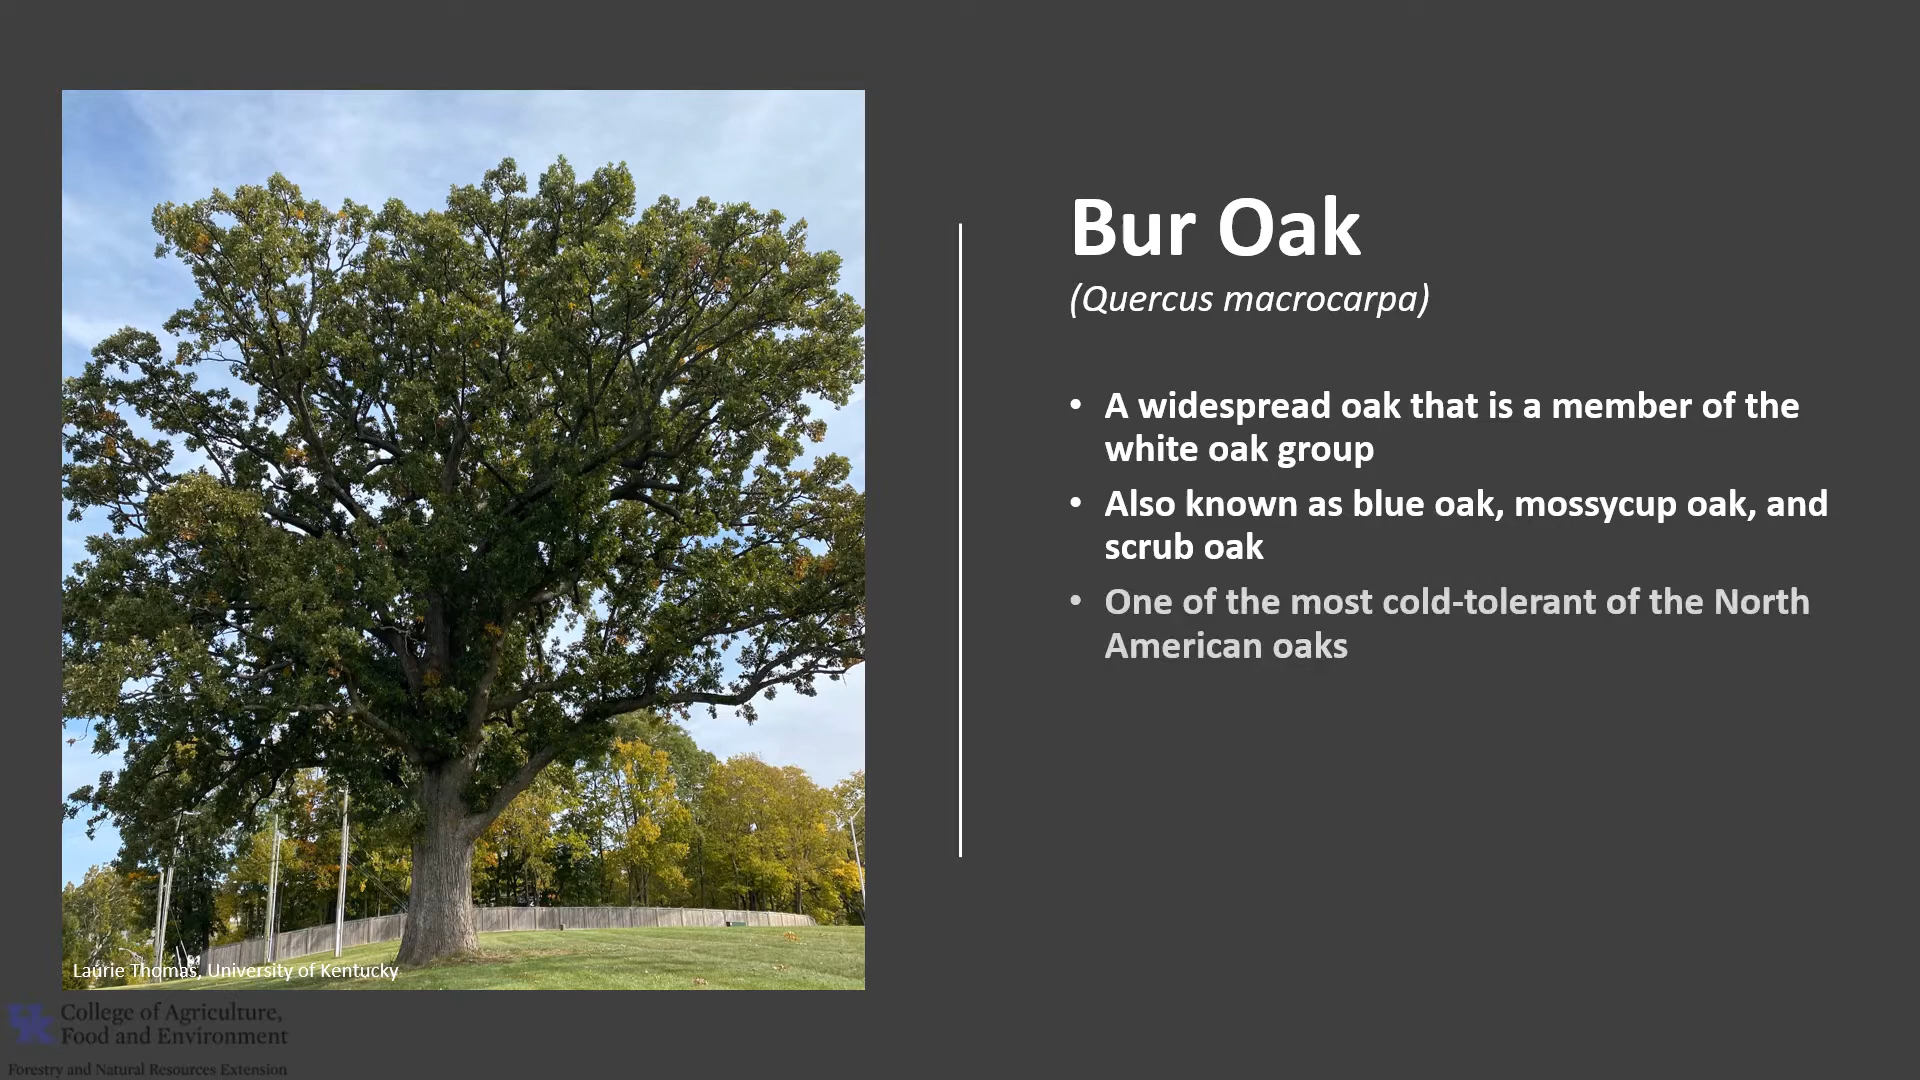 Bur Oak
(Quercus macrocarpa)
• A widespread oak that is a member of the
white oak group
• Also known as blue oak, mossycup oak, and
scrub oak
• One of the most cold-tolerant of the North
American oaks
Laurie Thomas, University of Kentucky
UK
College of Agriculture,
Food and Environment
Forestry and Natural Resources Extension